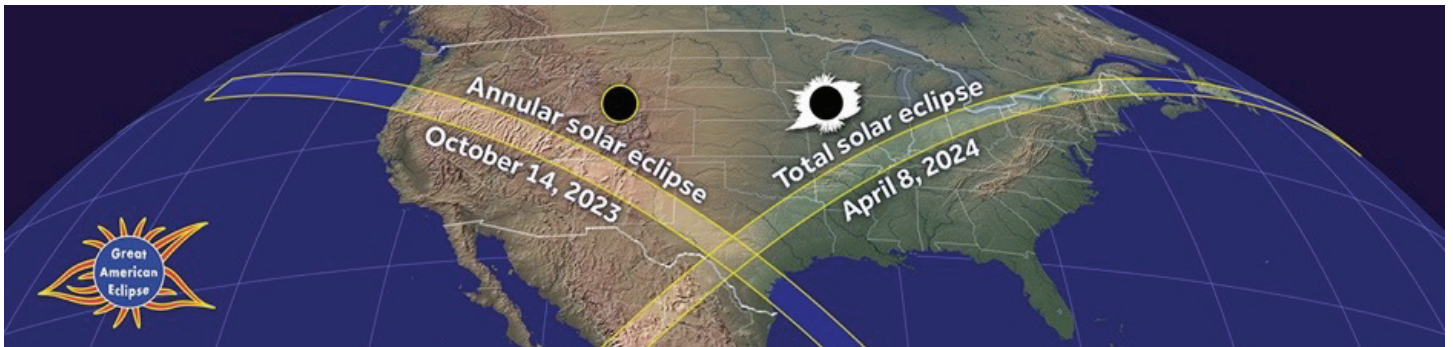 Annular solar eclipse
October 14, 2023
Total solar eclipse
April 8, 2024
Great
American
Eclipse